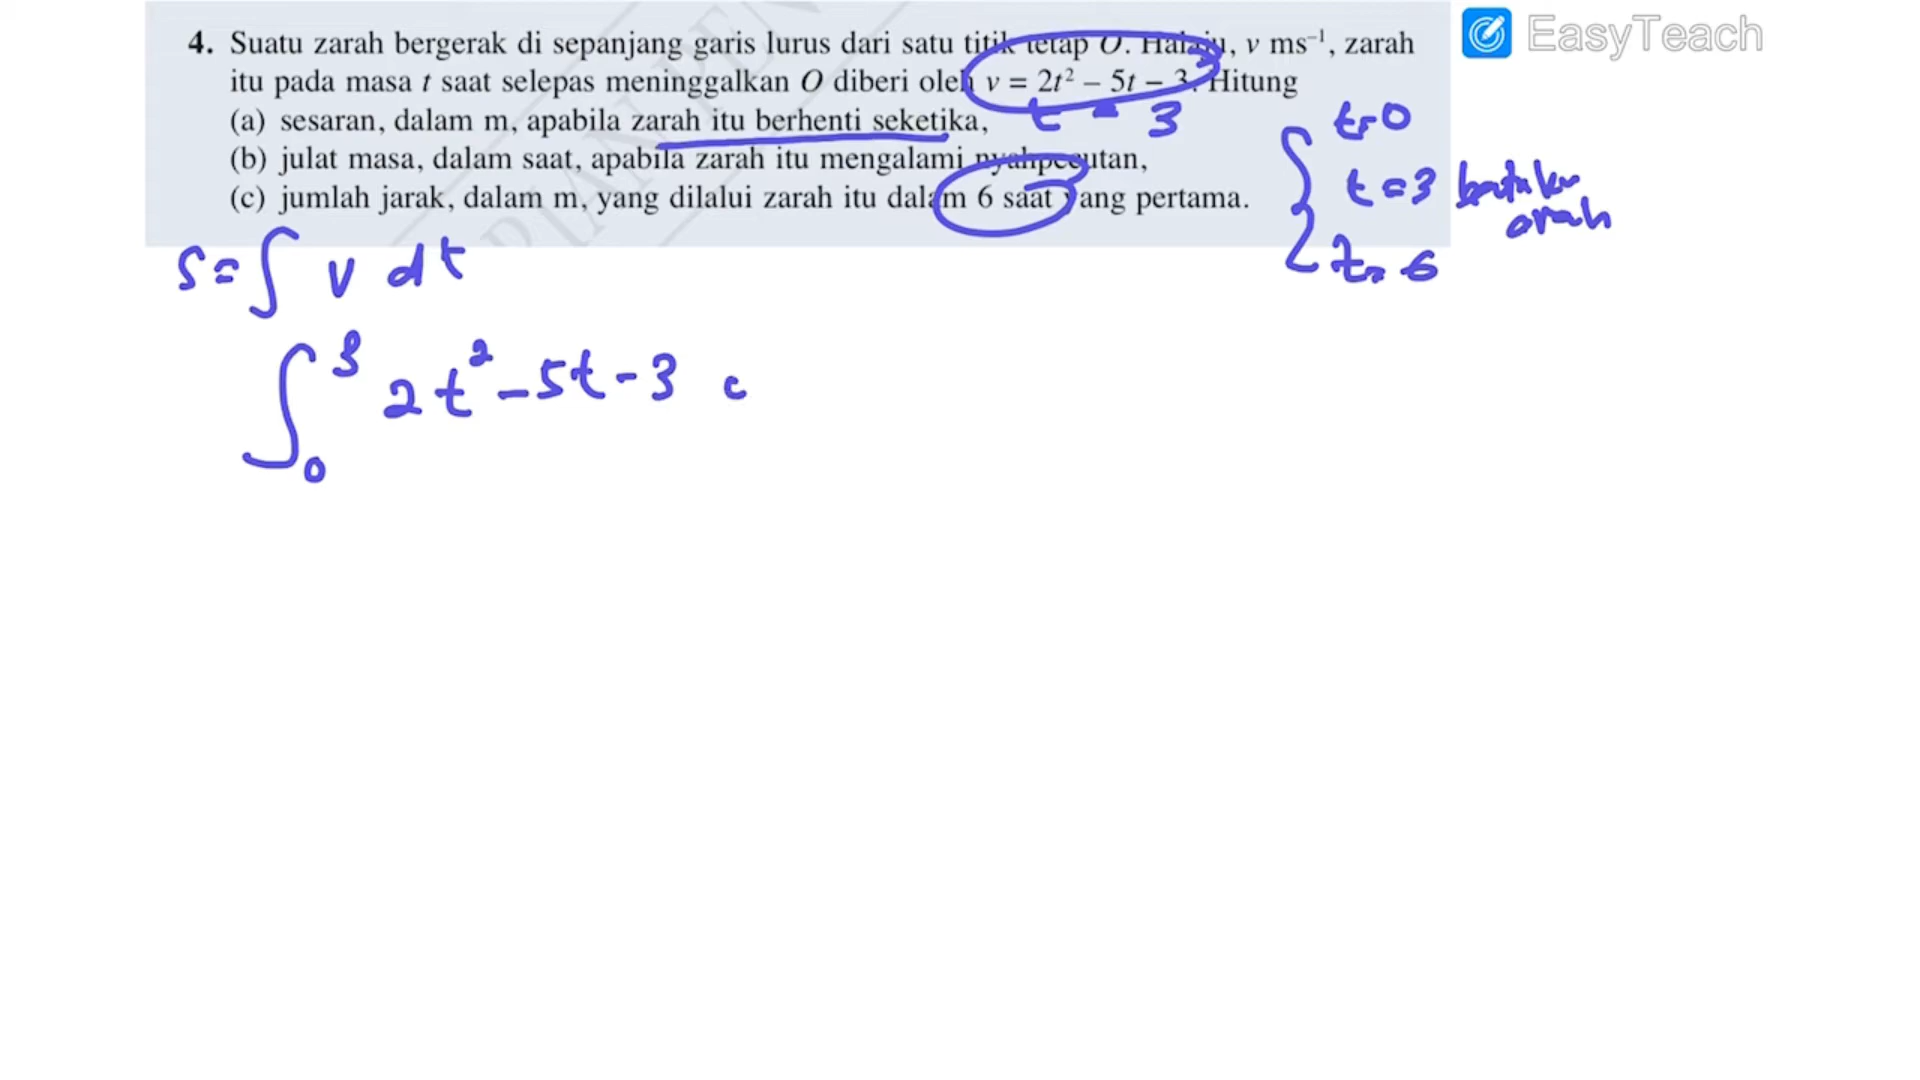 4. Suatu zarah bergerak di sepanjang garis lurus dari satu titik tetap O. Halaju, v ms⁻¹, zarah
itu pada masa t saat selepas meninggalkan O diberi oleh v = 2t² – 5t – 3. Hitung
(a) sesaran, dalam m, apabila zarah itu berhenti seketika,
t = 3
(b) julat masa, dalam saat, apabila zarah itu mengalami nyahpecutan,
(c) jumlah jarak, dalam m, yang dilalui zarah itu dalam 6 saat yang pertama.
EasyTeach
t=0
t=3
arah
t=6
s=∫ v dt
∫₀³ 2t²-5t-3